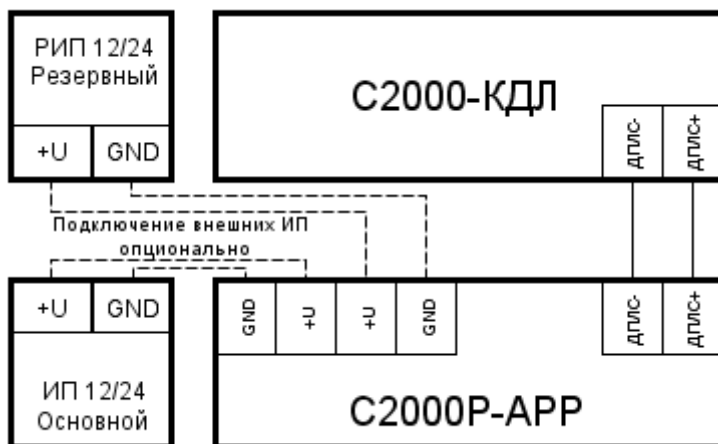 РИП 12/24
Резервный
+U GND
С2000-КДЛ
ДПЛС- ДПЛС+
Подключение внешних ИП
опционально
+U GND
ИП 12/24
Основной
GND +U +U GND
ДПЛС- ДПЛС+
С2000Р-АРР